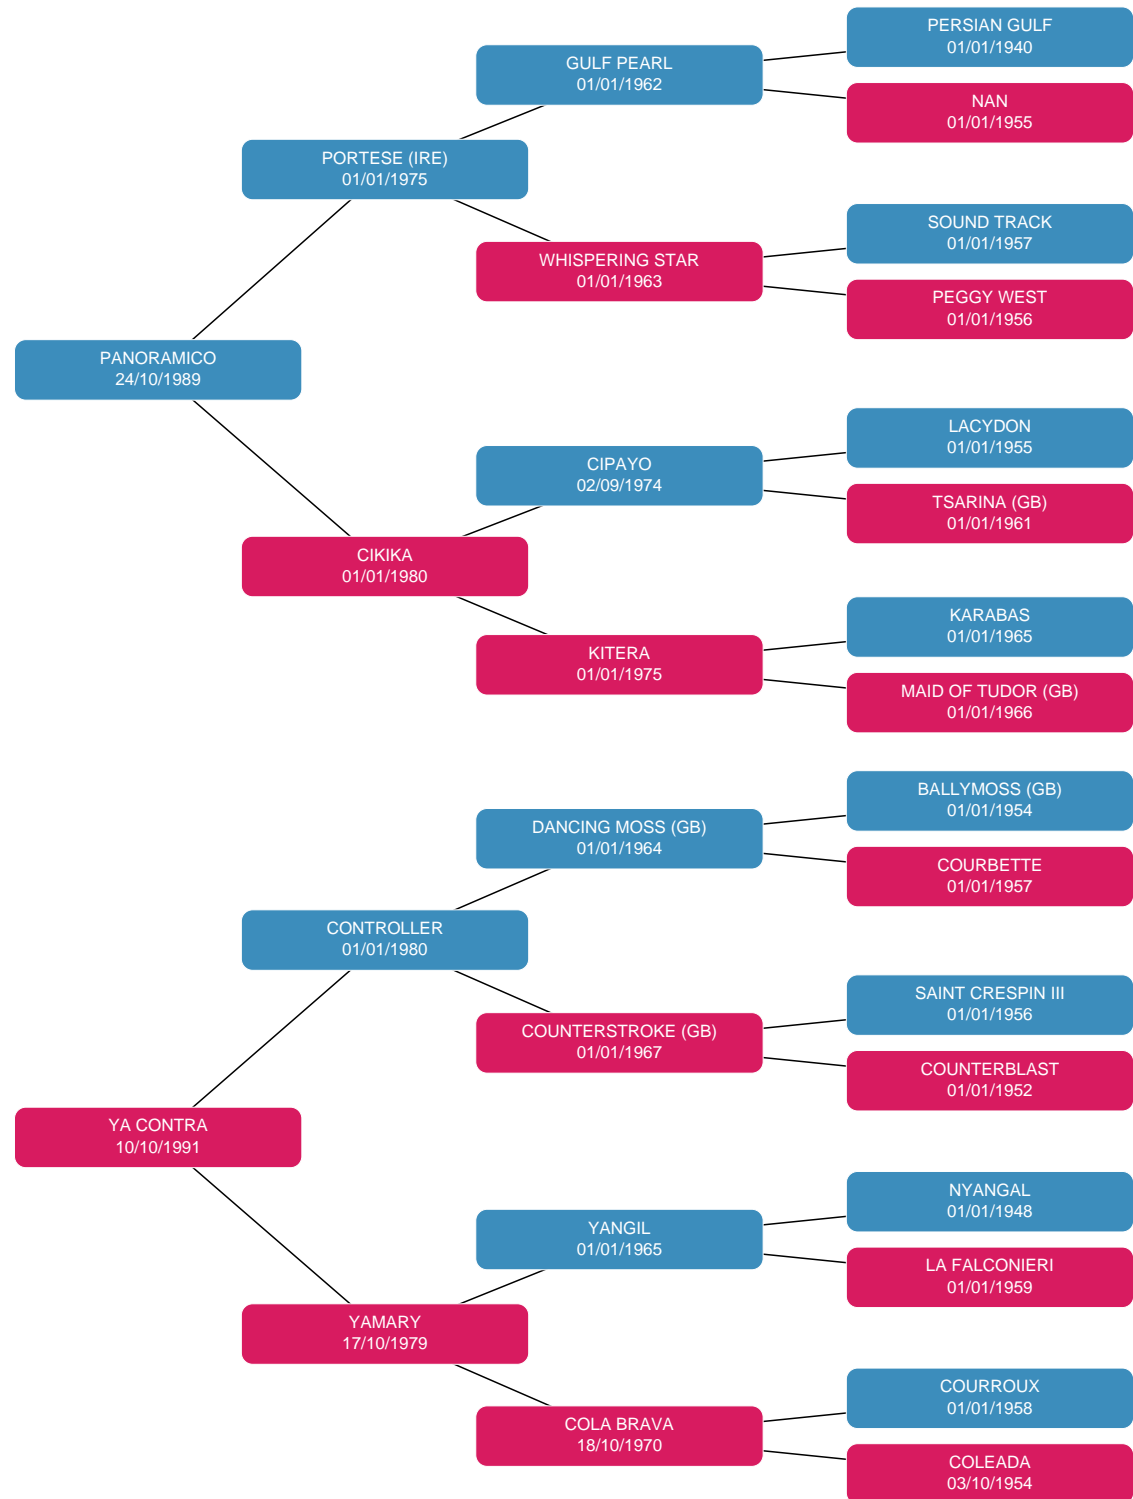 PERSIAN GULF
01/01/1940
GULF PEARL
01/01/1962
NAN
01/01/1955
PORTESE (IRE)
01/01/1975
SOUND TRACK
01/01/1957
WHISPERING STAR
01/01/1963
PEGGY WEST
01/01/1956
PANORAMICO
24/10/1989
LACYDON
01/01/1955
CIPAYO
02/09/1974
TSARINA (GB)
01/01/1961
CIKIKA
01/01/1980
KARABAS
01/01/1965
KITERA
01/01/1975
MAID OF TUDOR (GB)
01/01/1966
BALLYMOSS (GB)
01/01/1954
DANCING MOSS (GB)
01/01/1964
COURBETTE
01/01/1957
CONTROLLER
01/01/1980
SAINT CRESPIN III
01/01/1956
COUNTERSTROKE (GB)
01/01/1967
COUNTERBLAST
01/01/1952
YA CONTRA
10/10/1991
NYANGAL
01/01/1948
YANGIL
01/01/1965
LA FALCONIERI
01/01/1959
YAMARY
17/10/1979
COURROUX
01/01/1958
COLA BRAVA
18/10/1970
COLEADA
03/10/1954